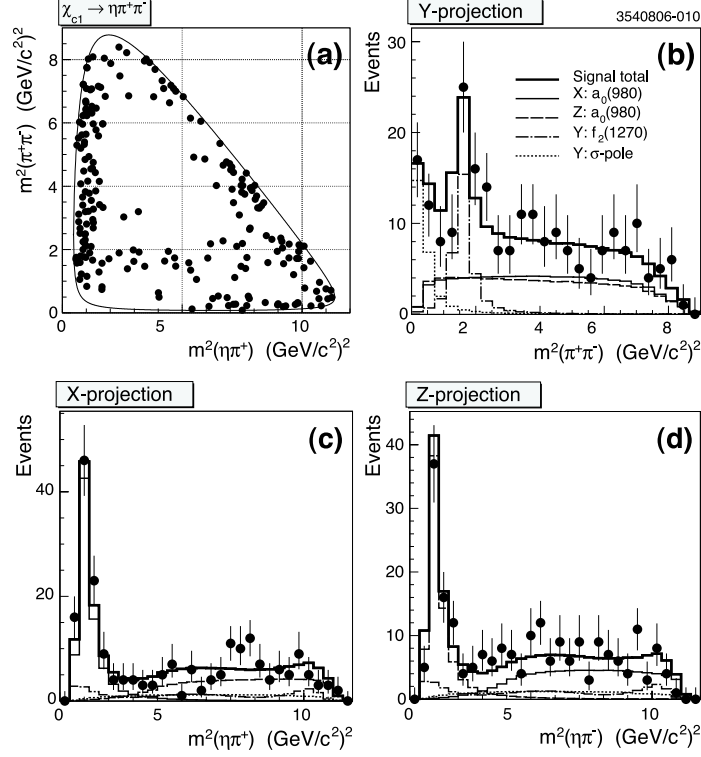 χc1 → ηπ+π-
Y-projection
3540806-010
(a)
(b)
m2(π+π-) (GeV/c2)2
8
6
4
2
0
0
5
10
m2(ηπ+) (GeV/c2)2
Events
30
20
10
0
Signal total
X: a0(980)
Z: a0(980)
Y: f2(1270)
Y: σ-pole
0
2
4
6
8
m2(π+π-) (GeV/c2)2
X-projection
Z-projection
(c)
(d)
Events
40
20
0
0
5
10
m2(ηπ+) (GeV/c2)2
Events
40
30
20
10
0
0
5
10
m2(ηπ-) (GeV/c2)2